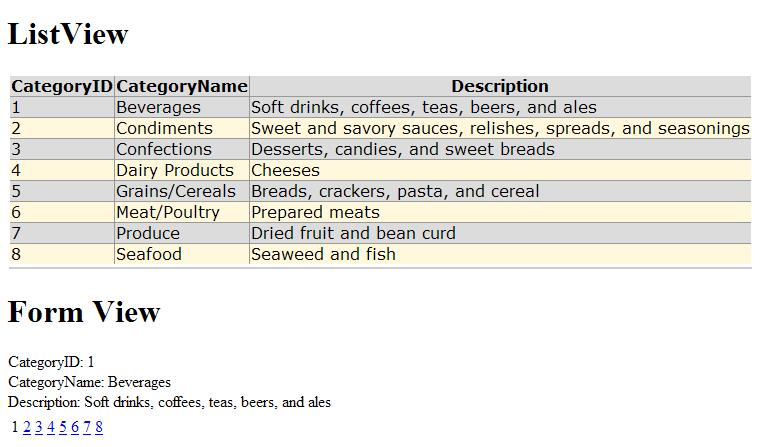 ListView
CategoryID CategoryName Description
1 Beverages Soft drinks, coffees, teas, beers, and ales
2 Condiments Sweet and savory sauces, relishes, spreads, and seasonings
3 Confections Desserts, candies, and sweet breads
4 Dairy Products Cheeses
5 Grains/Cereals Breads, crackers, pasta, and cereal
6 Meat/Poultry Prepared meats
7 Produce Dried fruit and bean curd
8 Seafood Seaweed and fish
Form View
CategoryID: 1
CategoryName: Beverages
Description: Soft drinks, coffees, teas, beers, and ales
1 2 3 4 5 6 7 8